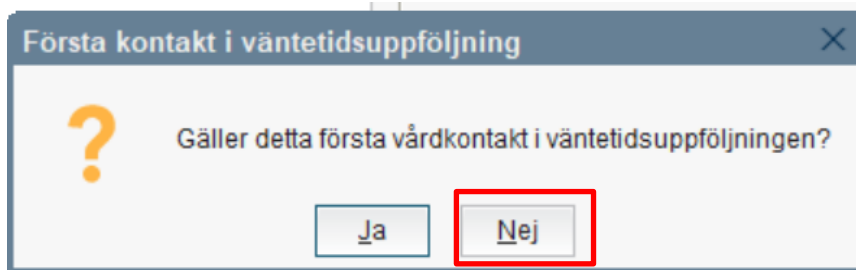 Första kontakt i väntetidsuppföljning
Gäller detta första vårdkontakt i väntetidsuppföljningen?
Ja
Nej